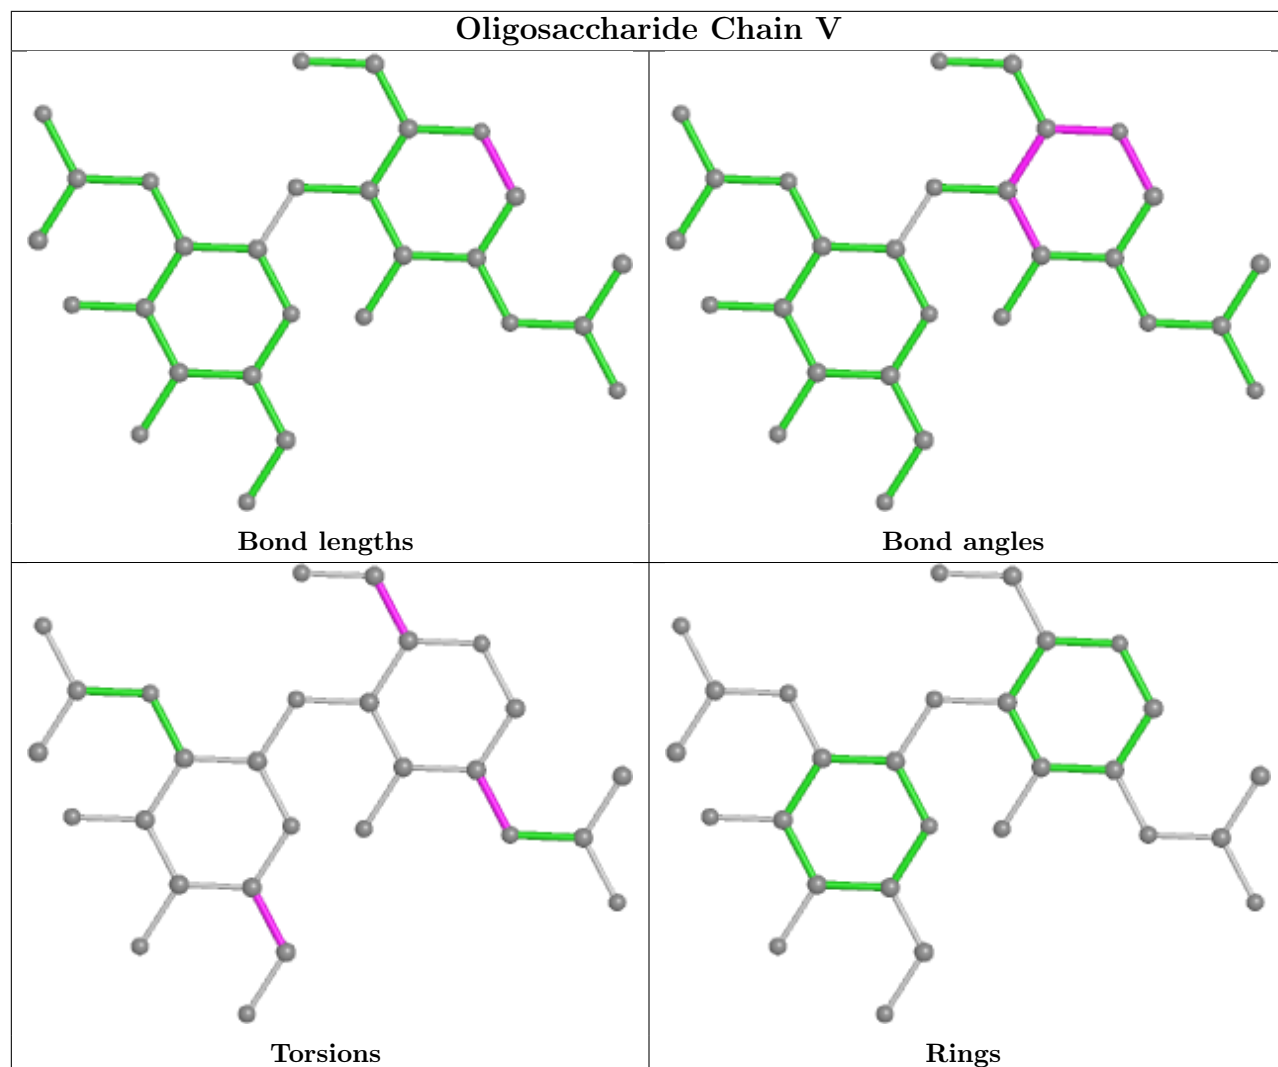 Oligosaccharide Chain V
Bond lengths
Bond angles
Torsions
Rings